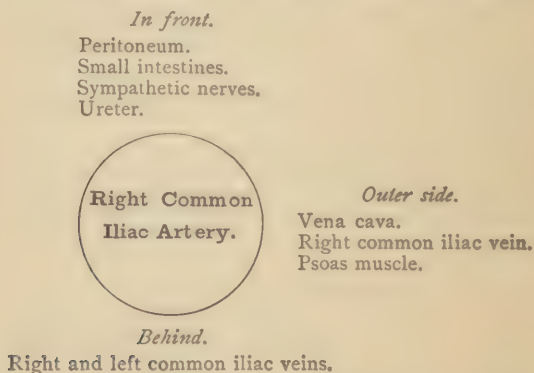 In front.
Peritoneum.
Small intestines.
Sympathetic nerves.
Ureter.
Right Common
Iliac Artery.
Outer side.
Vena cava.
Right common iliac vein.
Psoas muscle.
Behind.
Right and left common iliac veins.